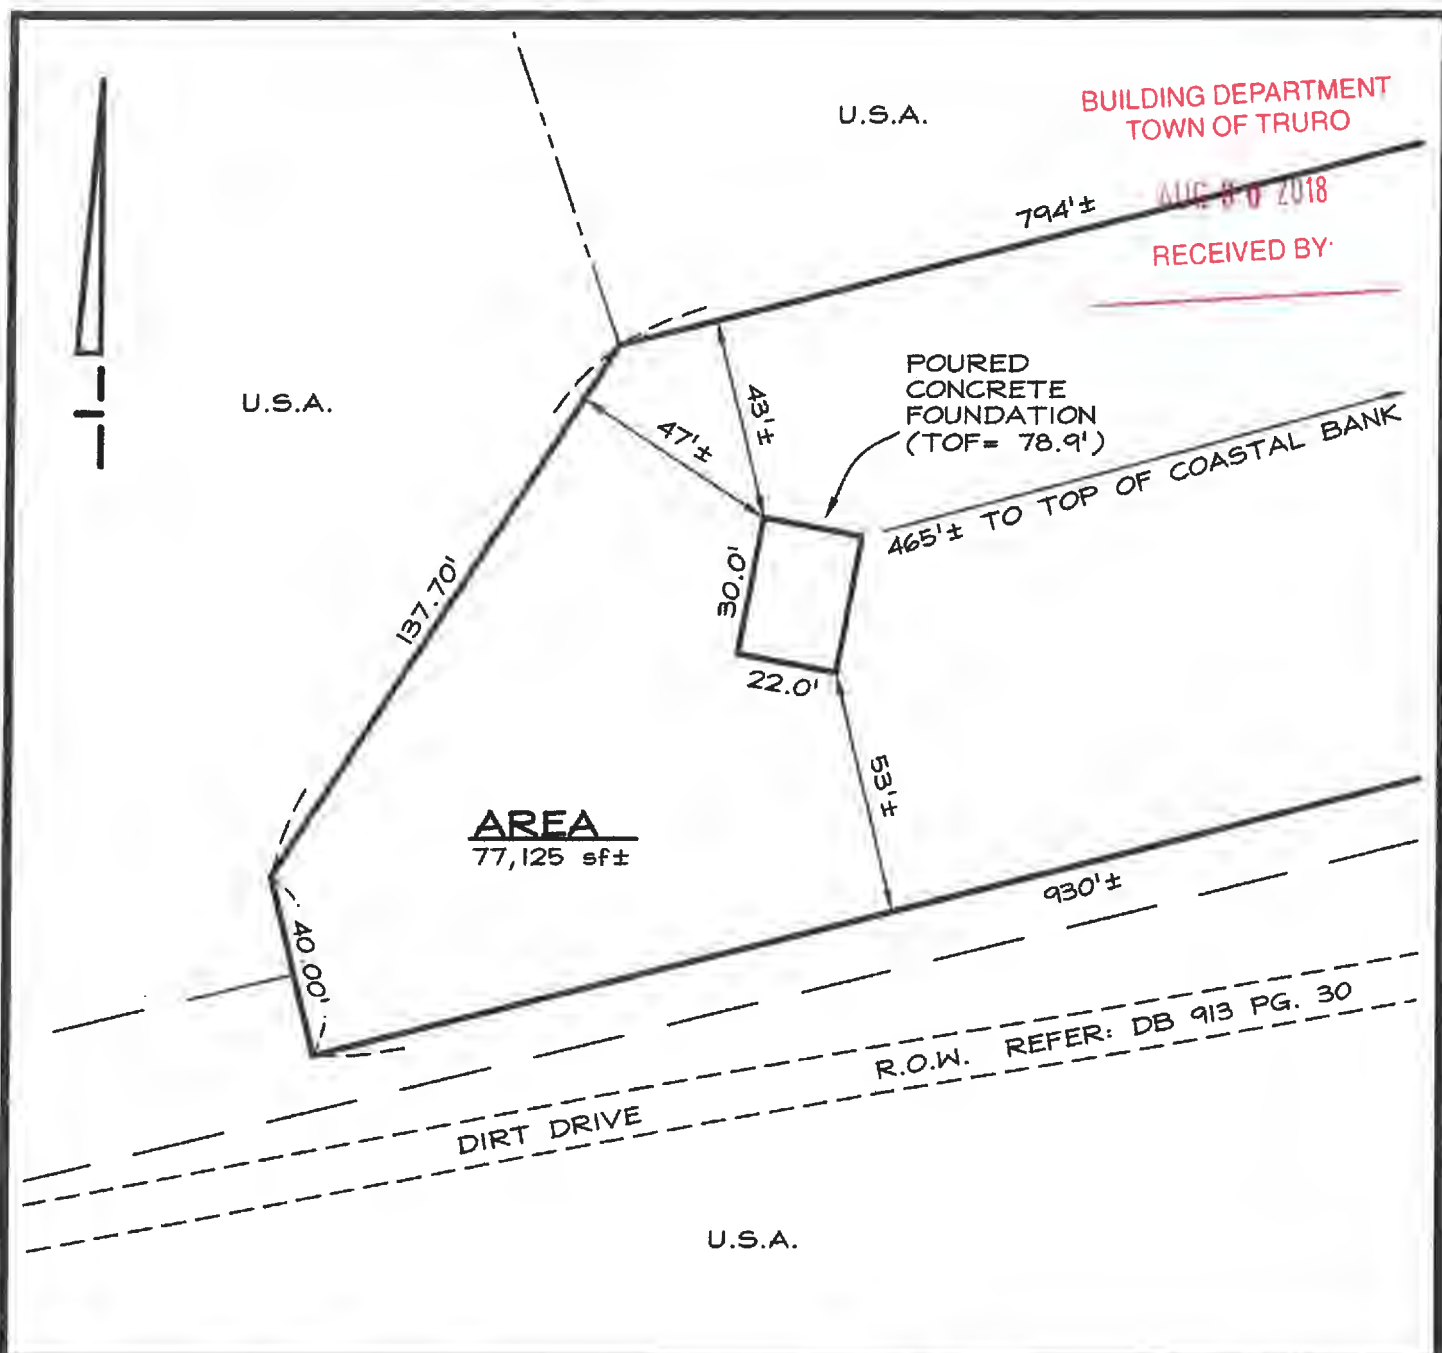 U.S.A.
BUILDING DEPARTMENT
TOWN OF TRURO
2018
RECEIVED BY:
794'±
U.S.A.
POURED
CONCRETE
FOUNDATION
(TOF= 78.9')
43'±
47'±
465'± TO TOP OF COASTAL BANK
137.70'
30.0'
22.0'
53'±
AREA
77,125 sf±
930'±
40.00'
R.O.W. REFER: DB 913 PG. 30
DIRT DRIVE
U.S.A.